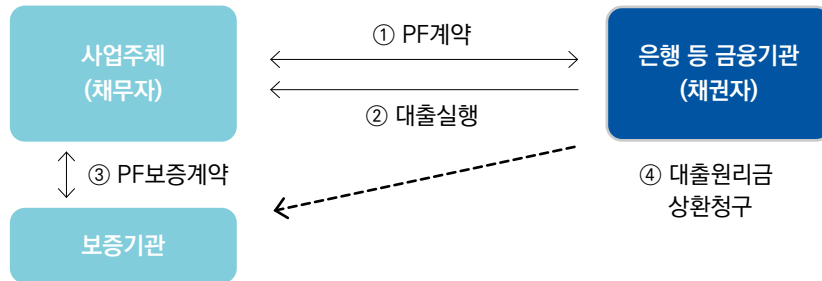 사업주체
(채무자)
① PF계약
② 대출실행
은행 등 금융기관
(채권자)
③ PF보증계약
④ 대출원리금
상환청구
보증기관